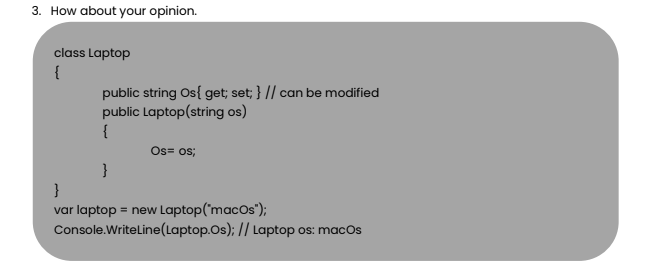 3. How about your opinion.
class Laptop
{
public string Os{ get; set; } // can be modified
public Laptop(string os)
{
Os= os;
}
}
var laptop = new Laptop("macOs");
Console.WriteLine(Laptop.Os); // Laptop os: macOs